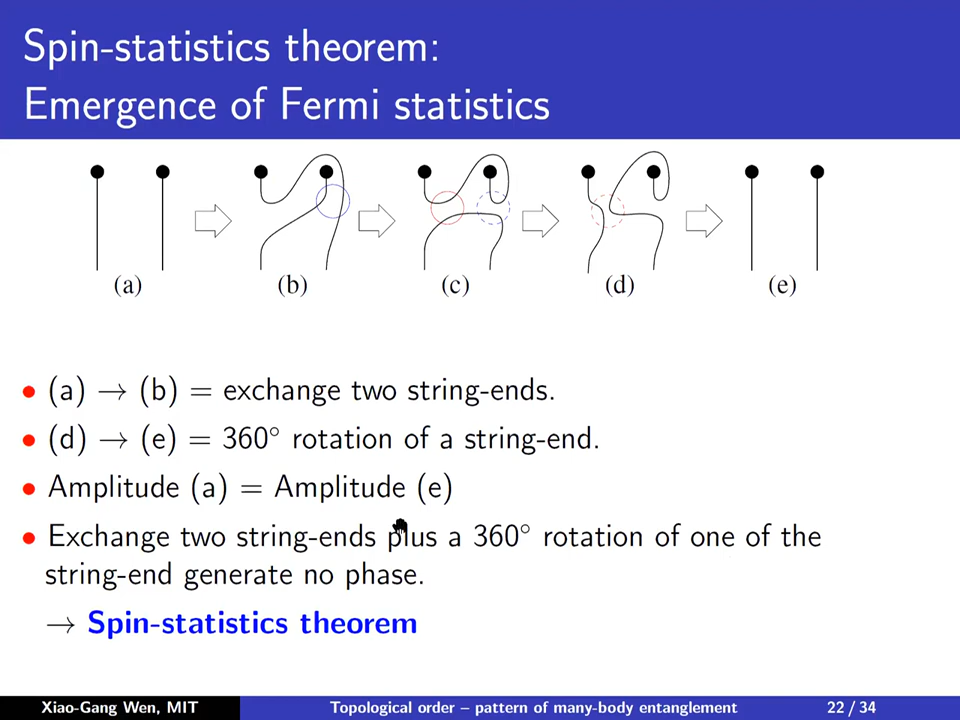 Spin-statistics theorem:
Emergence of Fermi statistics
(a)
(b)
(c)
(d)
(e)
• (a) → (b) = exchange two string-ends.
• (d) → (e) = 360° rotation of a string-end.
• Amplitude (a) = Amplitude (e)
• Exchange two string-ends plus a 360° rotation of one of the
string-end generate no phase.
→ Spin-statistics theorem
Xiao-Gang Wen, MIT
Topological order – pattern of many-body entanglement
22 / 34